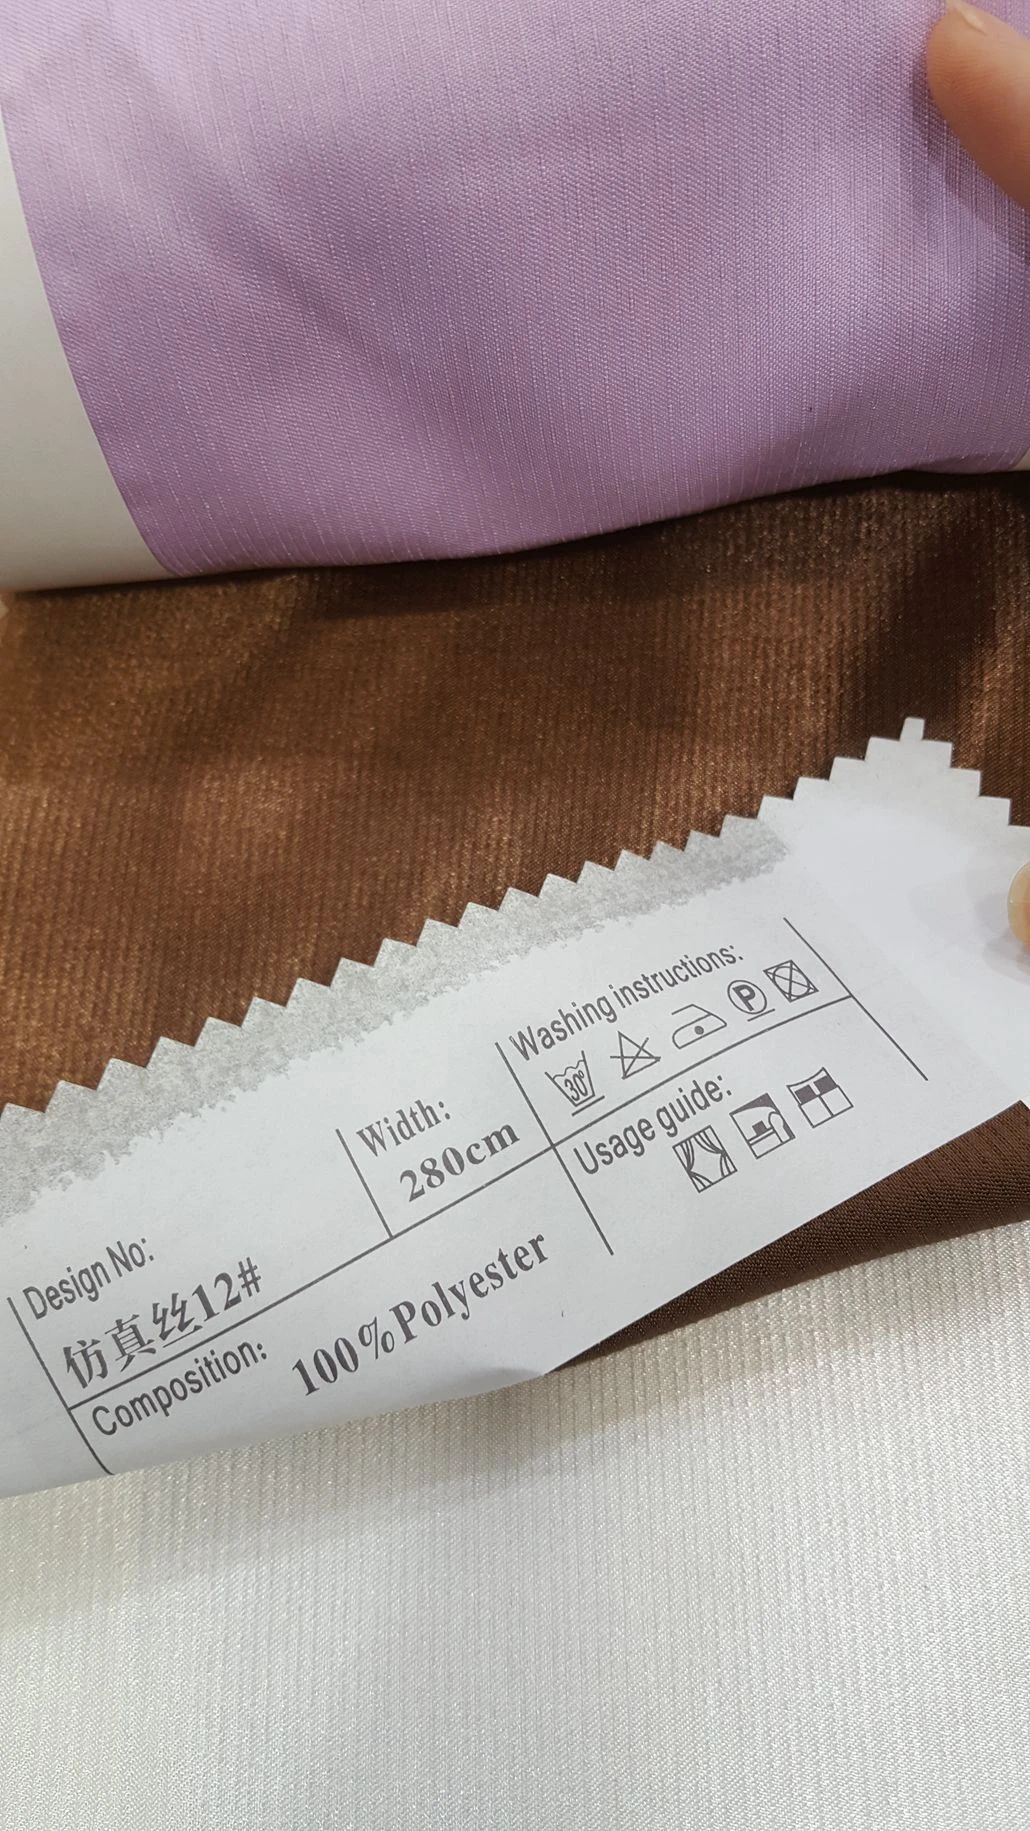 Design No:
仿真丝12#
Width:
280cm
Composition:
100%Polyester
Washing instructions:
30°
P
Usage guide: